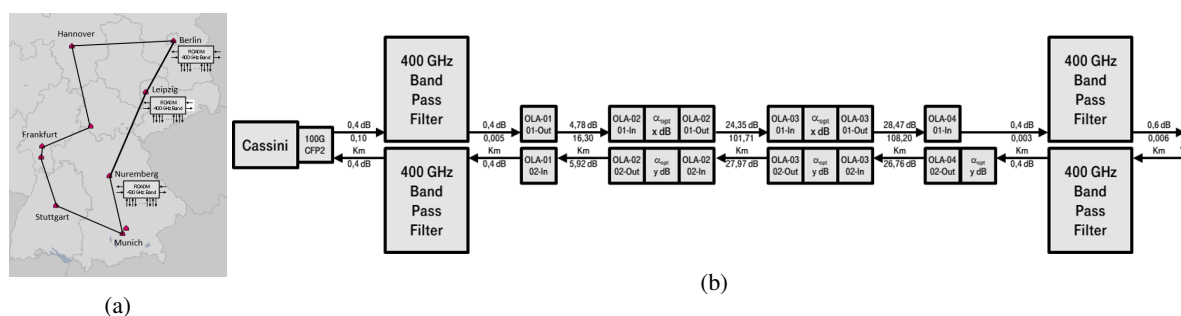 Hannover
Berlin
ROADM
400 GHz Band
Leipzig
ROADM
400 GHz Band
Frankfurt
Nuremberg
ROADM
400 GHz Band
Stuttgart
Munich
(a)
Cassini
100G
CFP2
0,4 dB
0,10
Km
0,4 dB
400 GHz
Band
Pass
Filter
400 GHz
Band
Pass
Filter
0,4 dB
0,005
Km
0,4 dB
OLA-01
01-Out
OLA-01
02-In
4,78 dB
16,30
Km
5,92 dB
OLA-02
01-In
αopt
x dB
OLA-02
01-Out
OLA-02
02-Out
αopt
y dB
OLA-02
02-In
24,35 dB
101,71
Km
27,97 dB
OLA-03
01-In
αopt
x dB
OLA-03
01-Out
OLA-03
02-Out
αopt
y dB
OLA-03
02-In
28,47 dB
108,20
Km
26,76 dB
OLA-04
01-In
OLA-04
02-Out
αopt
y dB
0,4 dB
0,003
Km
0,4 dB
400 GHz
Band
Pass
Filter
400 GHz
Band
Pass
Filter
0,6 dB
0,006
(b)